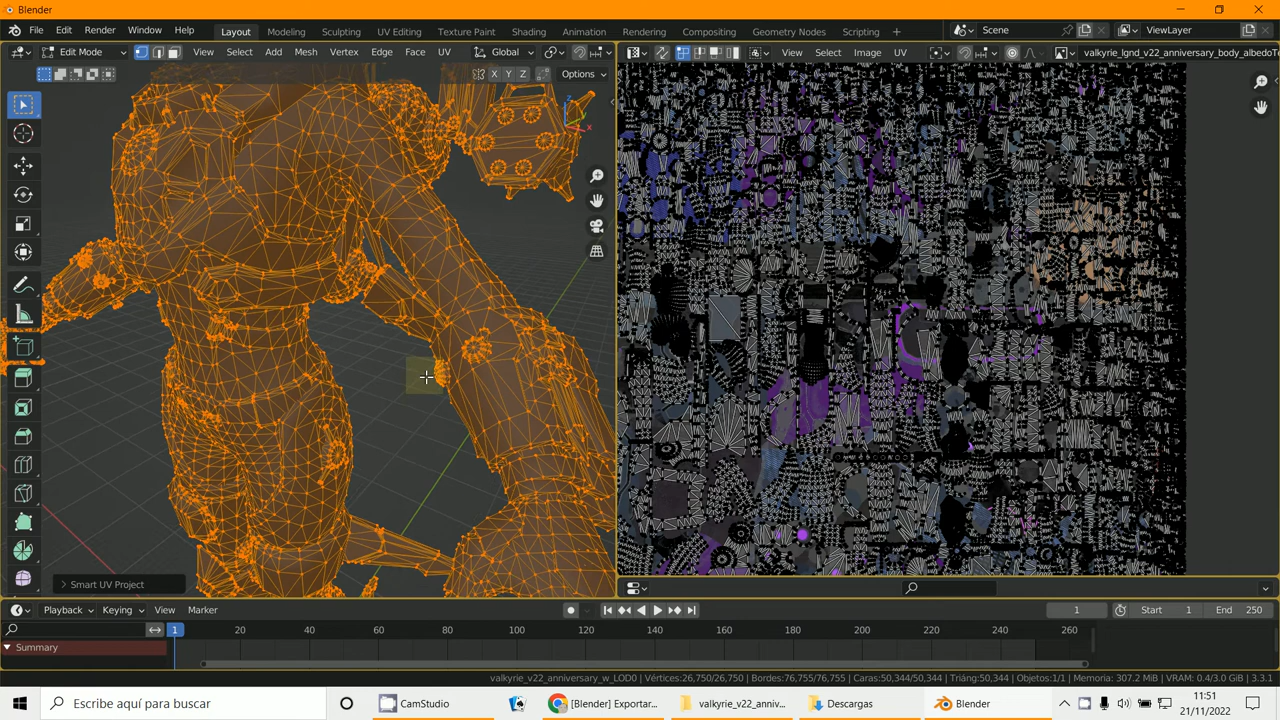 Blender
File Edit Render Window Help Layout Modeling Sculpting UV Editing Texture Paint Shading Animation Rendering Compositing Geometry Nodes Scripting Scene ViewLayer
Edit Mode View Select Add Mesh Vertex Edge Face UV Global View Select Image UV valkyrie_lgnd_v22_anniversary_body_albedoT
X Y Z Options
Z
X
Smart UV Project
Playback Keying View Marker 1 Start 1 End 250
1 20 40 60 80 100 120 140 160 180 200 220 240 260
Summary
valkyrie_v22_anniversary_w_LOD0 | Vértices:26,750/26,750 | Bordes:76,755/76,755 | Caras:50,344/50,344 | Triáng:50,344 | Objetos:1/1 | Memoria: 307.2 MiB | VRAM: 0.4/3.0 GiB | 3.3.1
Escribe aquí para buscar CamStudio [Blender] Exportar... valkyrie_v22_anniv... Descargas Blender 11:51
21/11/2022